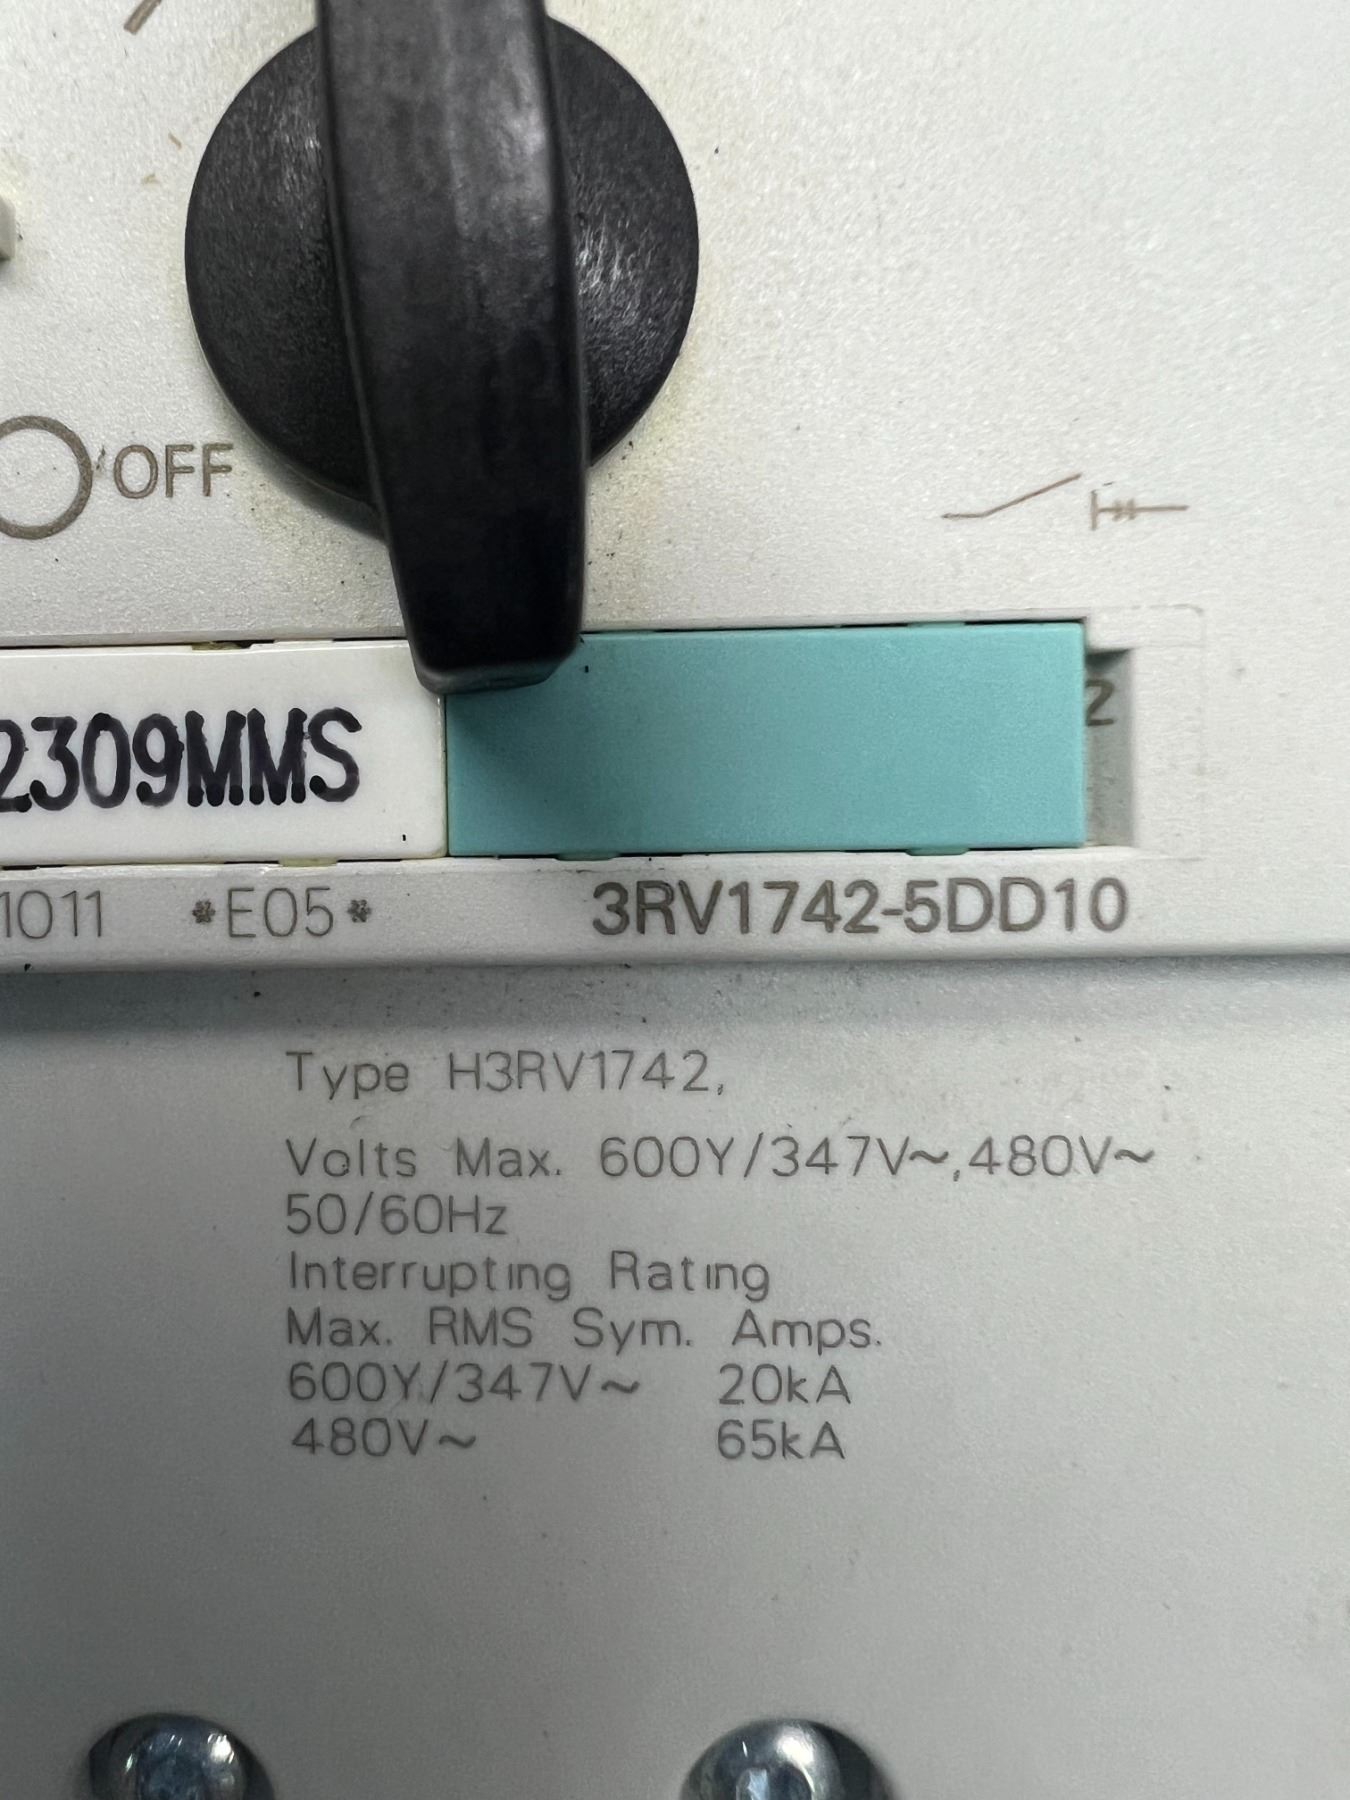 OFF
2309MMS
2
1011 *E05* 3RV1742-5DD10
Type H3RV1742,
Volts Max. 600Y/347V~,480V~
50/60Hz
Interrupting Rating
Max. RMS Sym. Amps.
600Y/347V~ 20kA
480V~ 65kA